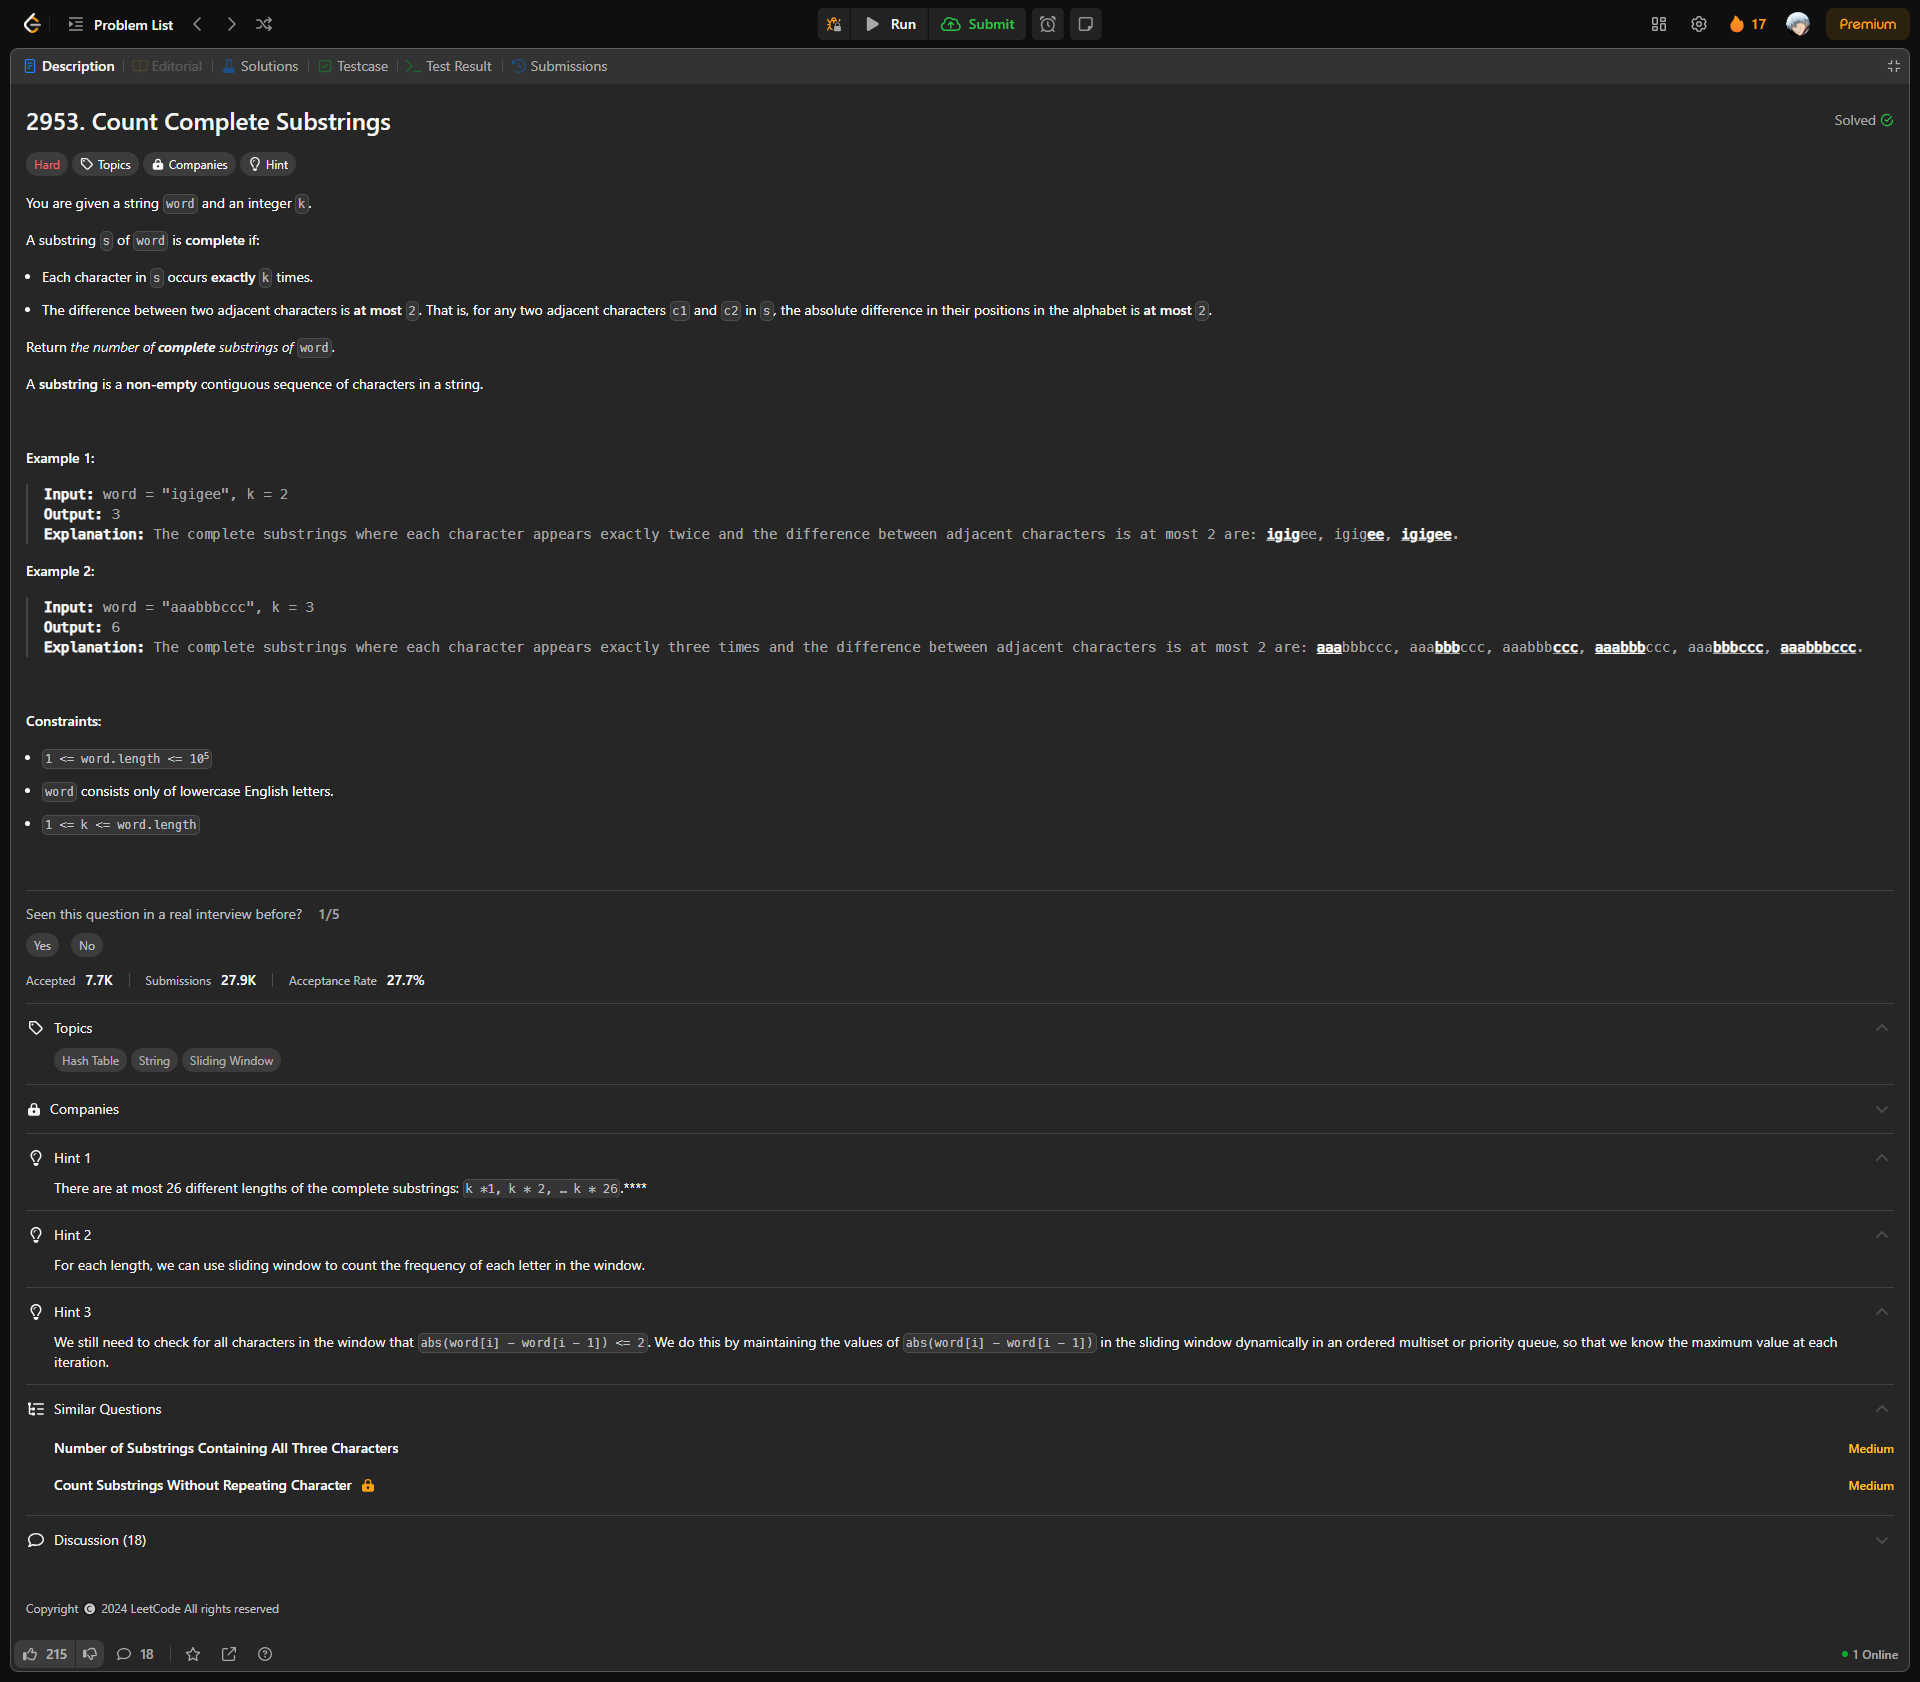 Problem List Run Submit 17 Premium
Description Editorial Solutions Testcase Test Result Submissions
2953. Count Complete Substrings Solved
Hard Topics Companies Hint
You are given a string word and an integer k.
A substring s of word is complete if:
• Each character in s occurs exactly k times.
• The difference between two adjacent characters is at most 2. That is, for any two adjacent characters c1 and c2 in s, the absolute difference in their positions in the alphabet is at most 2.
Return the number of complete substrings of word.
A substring is a non-empty contiguous sequence of characters in a string.
Example 1:
Input: word = "igigee", k = 2
Output: 3
Explanation: The complete substrings where each character appears exactly twice and the difference between adjacent characters is at most 2 are: igigee, igigee, igigee.
Example 2:
Input: word = "aaabbbccc", k = 3
Output: 6
Explanation: The complete substrings where each character appears exactly three times and the difference between adjacent characters is at most 2 are: aaabbbccc, aaabbbccc, aaabbbccc, aaabbbccc, aaabbbccc, aaabbbccc.
Constraints:
• 1 <= word.length <= 10⁵
• word consists only of lowercase English letters.
• 1 <= k <= word.length
Seen this question in a real interview before? 1/5
Yes No
Accepted 7.7K Submissions 27.9K Acceptance Rate 27.7%
Topics
Hash Table String Sliding Window
Companies
Hint 1
There are at most 26 different lengths of the complete substrings: k *1, k * 2, … k * 26.****
Hint 2
For each length, we can use sliding window to count the frequency of each letter in the window.
Hint 3
We still need to check for all characters in the window that abs(word[i] - word[i - 1]) <= 2. We do this by maintaining the values of abs(word[i] - word[i - 1]) in the sliding window dynamically in an ordered multiset or priority queue, so that we know the maximum value at each
iteration.
Similar Questions
Number of Substrings Containing All Three Characters Medium
Count Substrings Without Repeating Character Medium
Discussion (18)
Copyright © 2024 LeetCode All rights reserved
215 18 1 Online